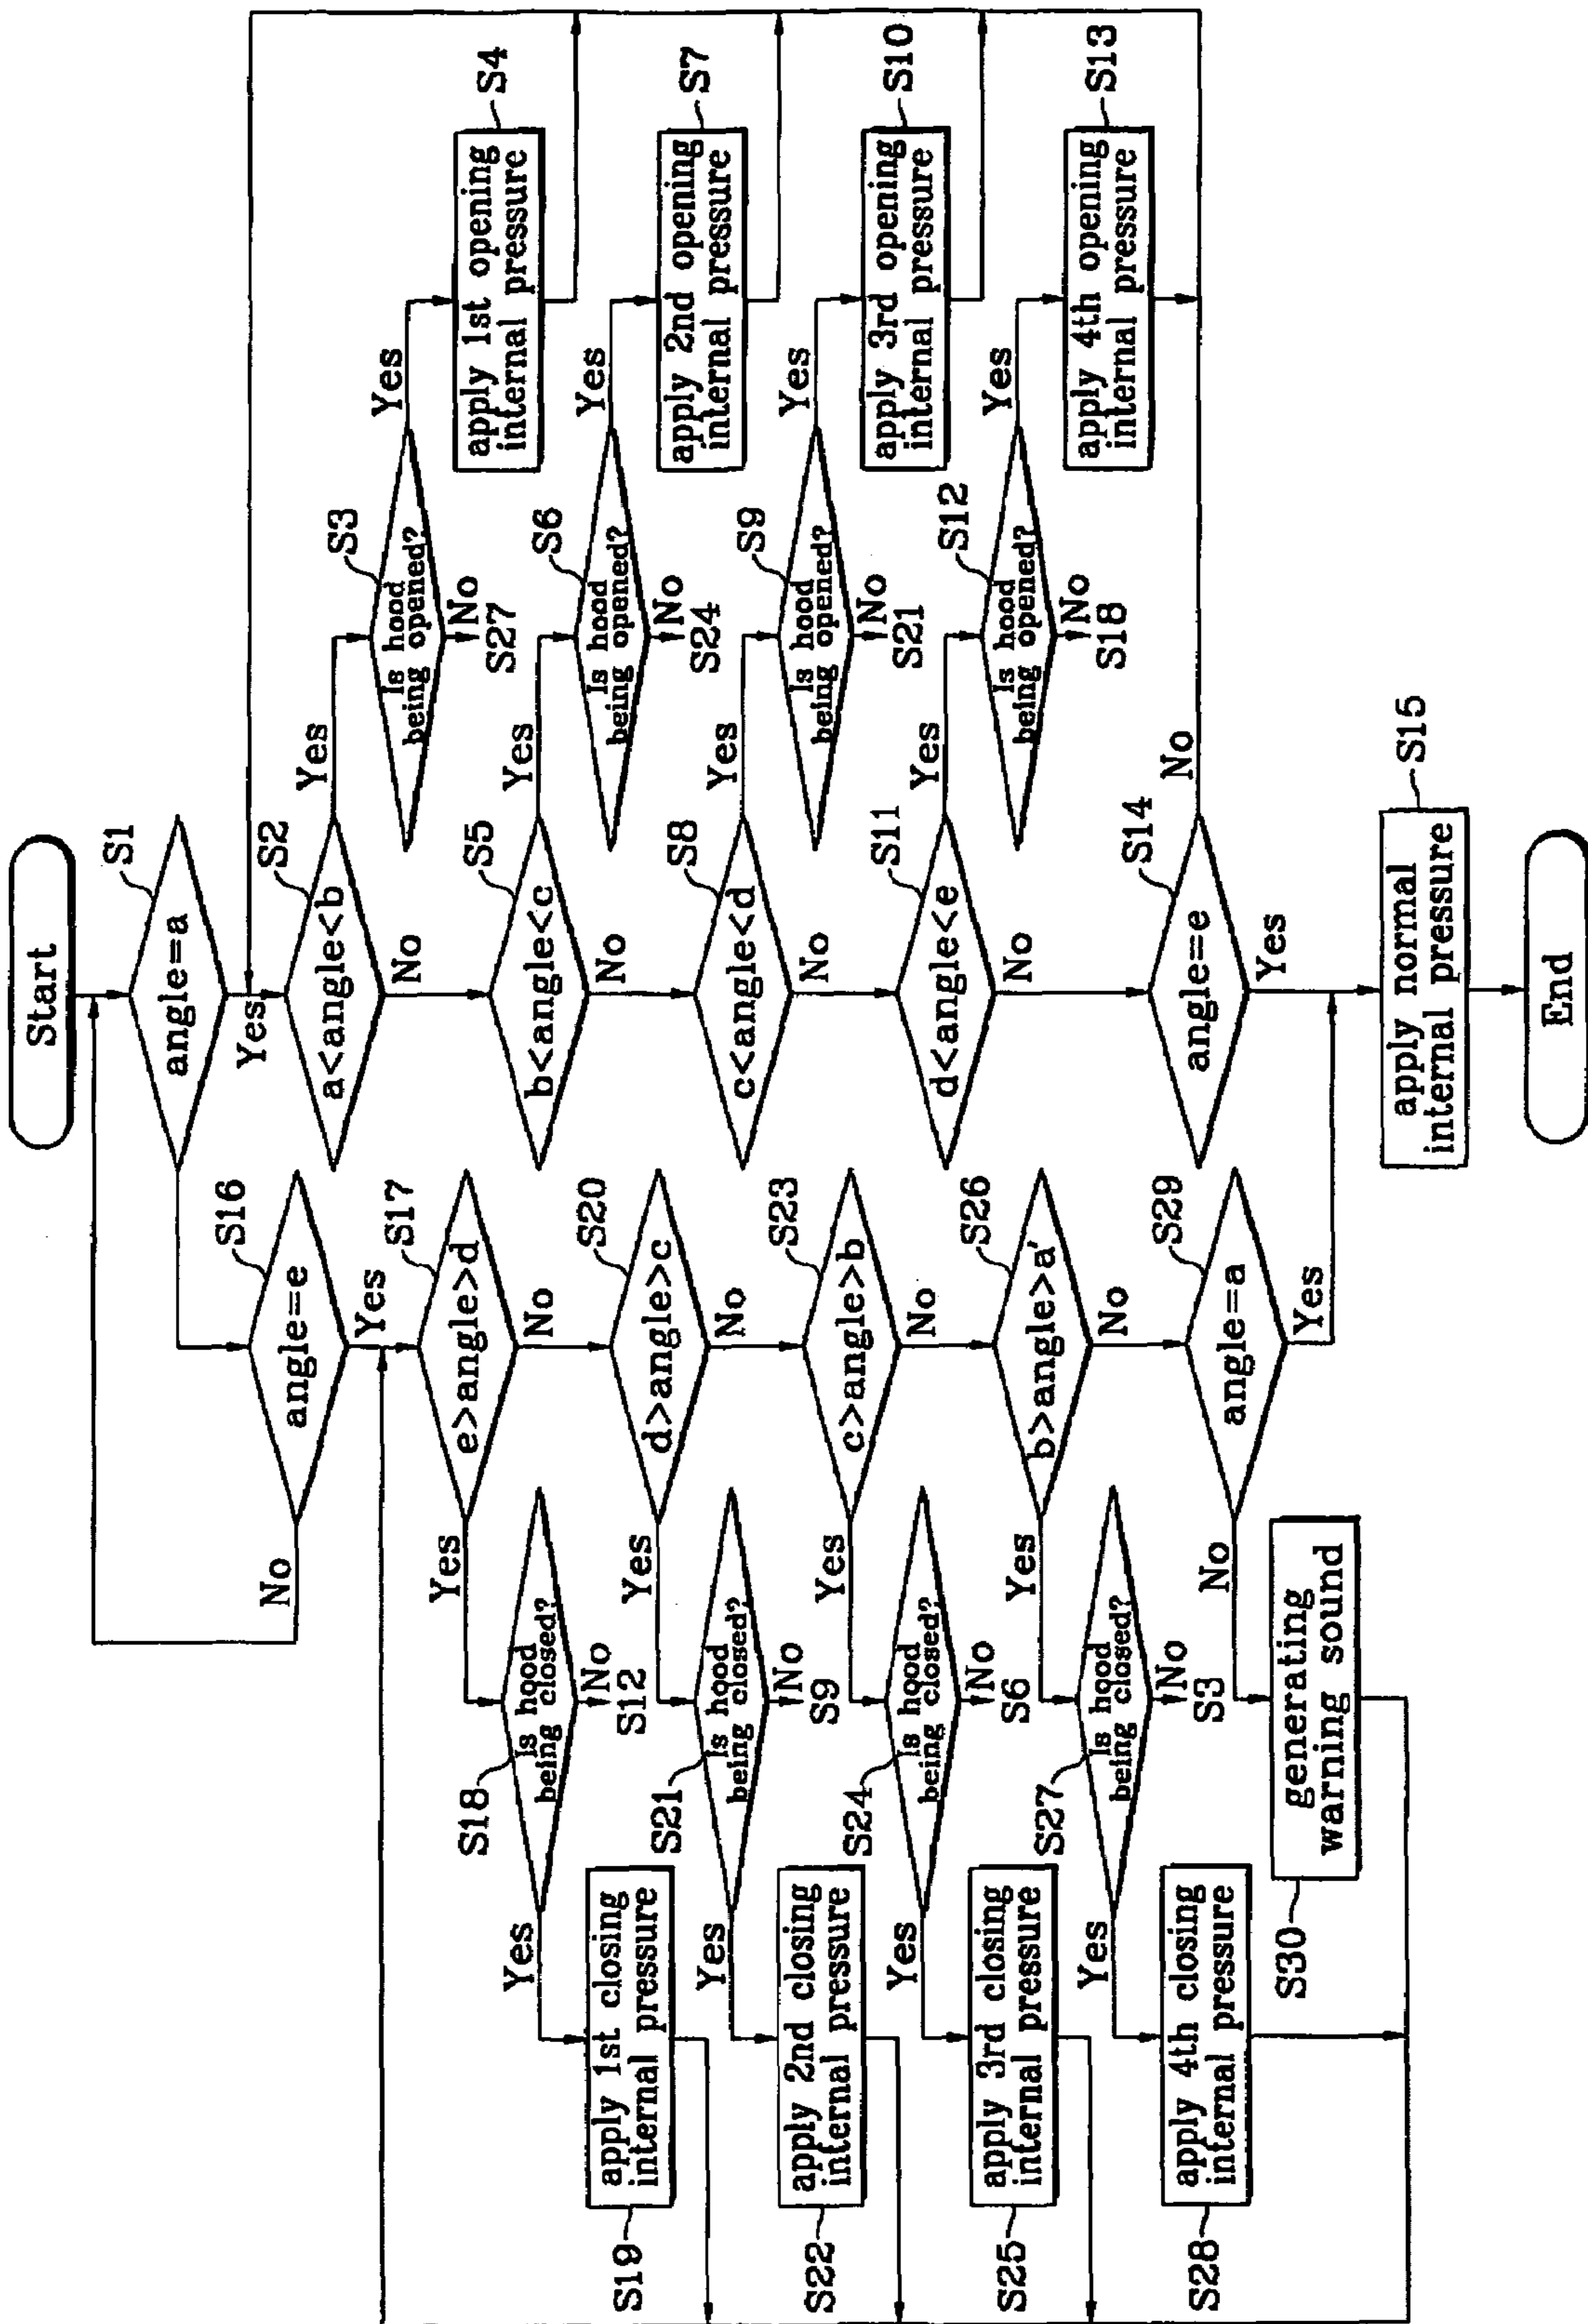 Start
S1
angle=a
Yes
S2
a<angle<b
Yes
No
S3
Is hood
being opened?
Yes
No
S27
S4
apply 1st opening
internal pressure
S5
b<angle<c
Yes
No
S6
Is hood
being opened?
Yes
No
S24
S7
apply 2nd opening
internal pressure
S8
c<angle<d
Yes
No
S9
Is hood
being opened?
Yes
No
S21
S10
apply 3rd opening
internal pressure
S11
d<angle<e
Yes
No
S12
Is hood
being opened?
Yes
No
S18
S13
apply 4th opening
internal pressure
S14
angle=e
No
Yes
S15
apply normal
internal pressure
End
S16
angle=e
No
Yes
S17
e>angle>d
Yes
No
S18
Is hood
being closed?
Yes
No
S12
S19
apply 1st closing
internal pressure
S20
d>angle>c
Yes
No
S21
Is hood
being closed?
Yes
No
S9
S22
apply 2nd closing
internal pressure
S23
c>angle>b
Yes
No
S24
Is hood
being closed?
Yes
No
S6
S25
apply 3rd closing
internal pressure
S26
b>angle>a'
Yes
No
S27
Is hood
being closed?
Yes
No
S3
S28
apply 4th closing
internal pressure
S29
angle=a
No
Yes
S30
generating
warning sound